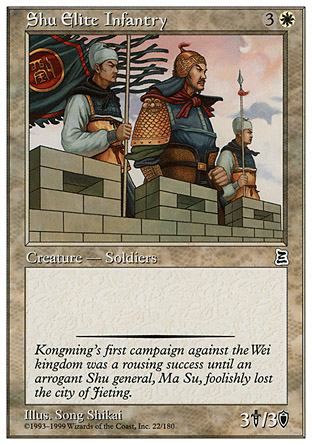 Shu Elite Infantry 3
Creature — Soldiers
Kongming's first campaign against the Wei
kingdom was a rousing success until an
arrogant Shu general, Ma Su, foolishly lost
the city of Jieting.
Illus. Song Shikai
©1993-1999 Wizards of the Coast, Inc. 22/180
3/3